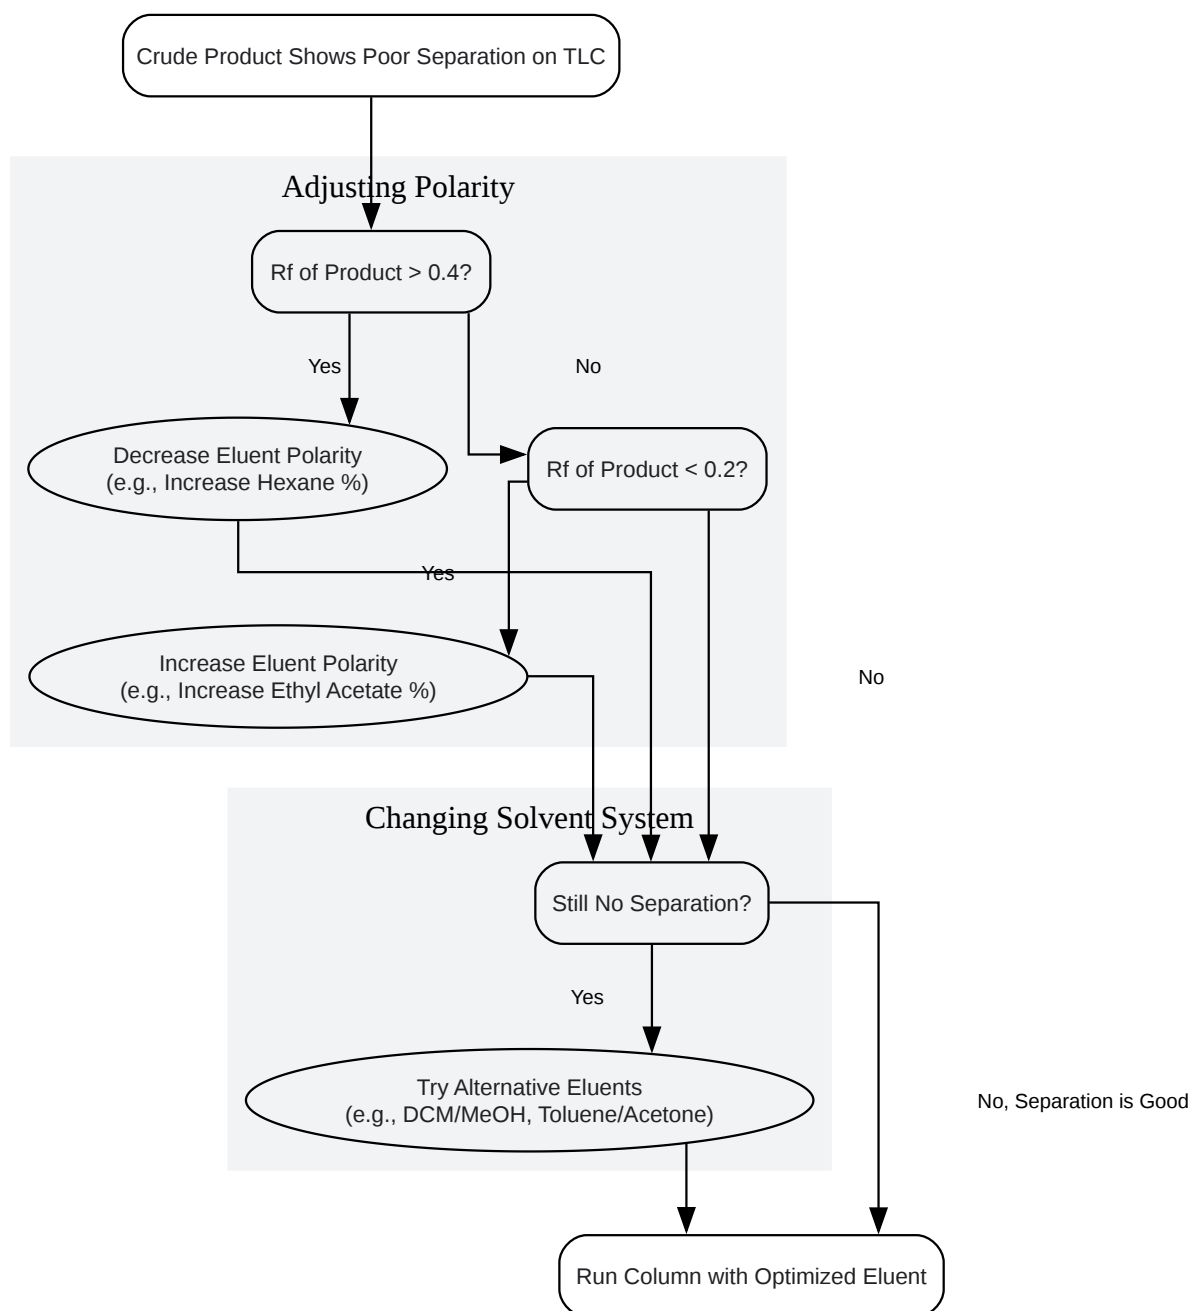 Crude Product Shows Poor Separation on TLC
Adjusting Polarity
Rf of Product > 0.4?
Yes
No
Decrease Eluent Polarity
(e.g., Increase Hexane %)
Rf of Product < 0.2?
Yes
Increase Eluent Polarity
(e.g., Increase Ethyl Acetate %)
No
Changing Solvent System
Still No Separation?
Yes
Try Alternative Eluents
(e.g., DCM/MeOH, Toluene/Acetone)
No, Separation is Good
Run Column with Optimized Eluent